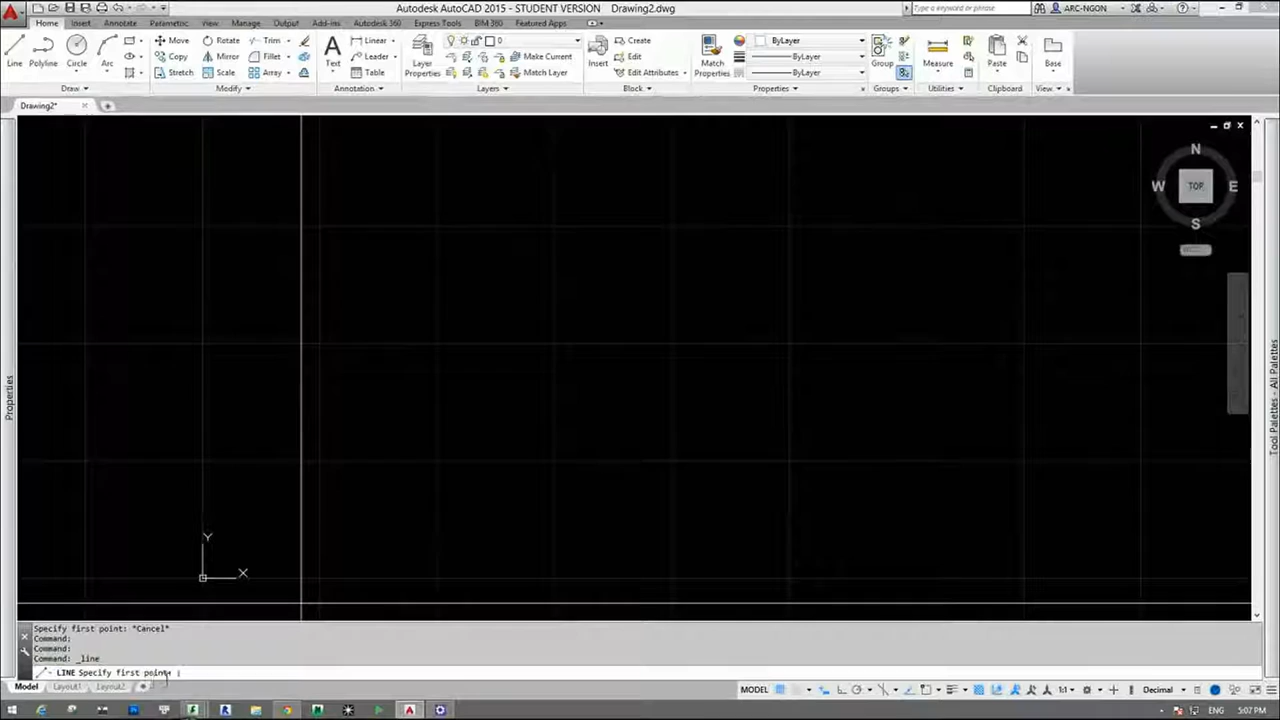 Autodesk AutoCAD 2015 - STUDENT VERSION Drawing2.dwg
Type a keyword or phrase
ARC-NGON
Home Insert Annotate Parametric View Manage Output Add-ins Autodesk 360 Express Tools BIM 360 Featured Apps
Line Polyline Circle Arc
Move Rotate Trim
Copy Mirror Fillet
Stretch Scale Array
Text
Linear
Leader
Table
Layer Properties
0
Make Current
Match Layer
Insert
Create
Edit
Edit Attributes
Match Properties
ByLayer
ByLayer
ByLayer
Group
Measure
Paste
Base
Draw Modify Annotation Layers Block Properties Groups Utilities Clipboard View
Drawing2*
N
W TOP E
S
Properties
Tool Palettes - All Palettes
Y
X
Specify first point: *Cancel*
Command:
Command:
Command: _line
LINE Specify first point:
Model Layout1 Layout2
MODEL
1:1
Decimal
ENG 5:07 PM